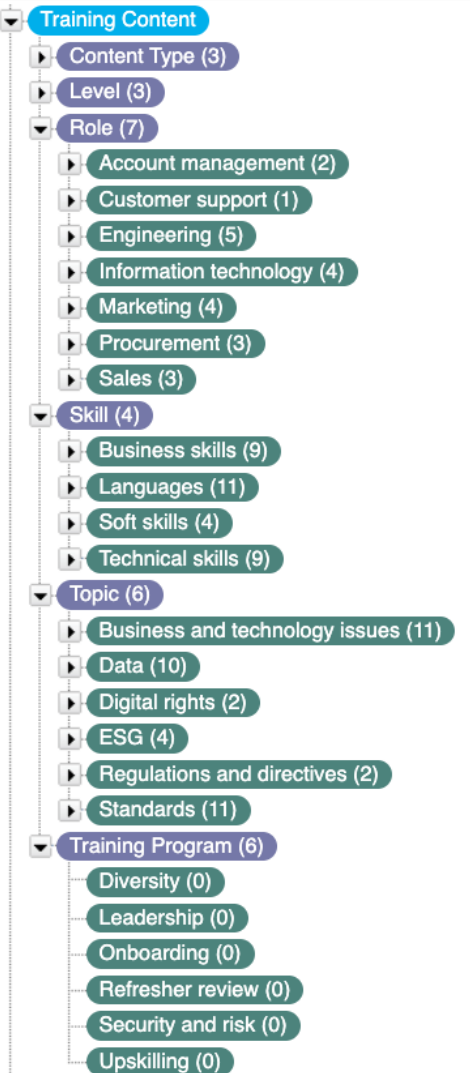 Training Content
Content Type (3)
Level (3)
Role (7)
Account management (2)
Customer support (1)
Engineering (5)
Information technology (4)
Marketing (4)
Procurement (3)
Sales (3)
Skill (4)
Business skills (9)
Languages (11)
Soft skills (4)
Technical skills (9)
Topic (6)
Business and technology issues (11)
Data (10)
Digital rights (2)
ESG (4)
Regulations and directives (2)
Standards (11)
Training Program (6)
Diversity (0)
Leadership (0)
Onboarding (0)
Refresher review (0)
Security and risk (0)
Upskilling (0)